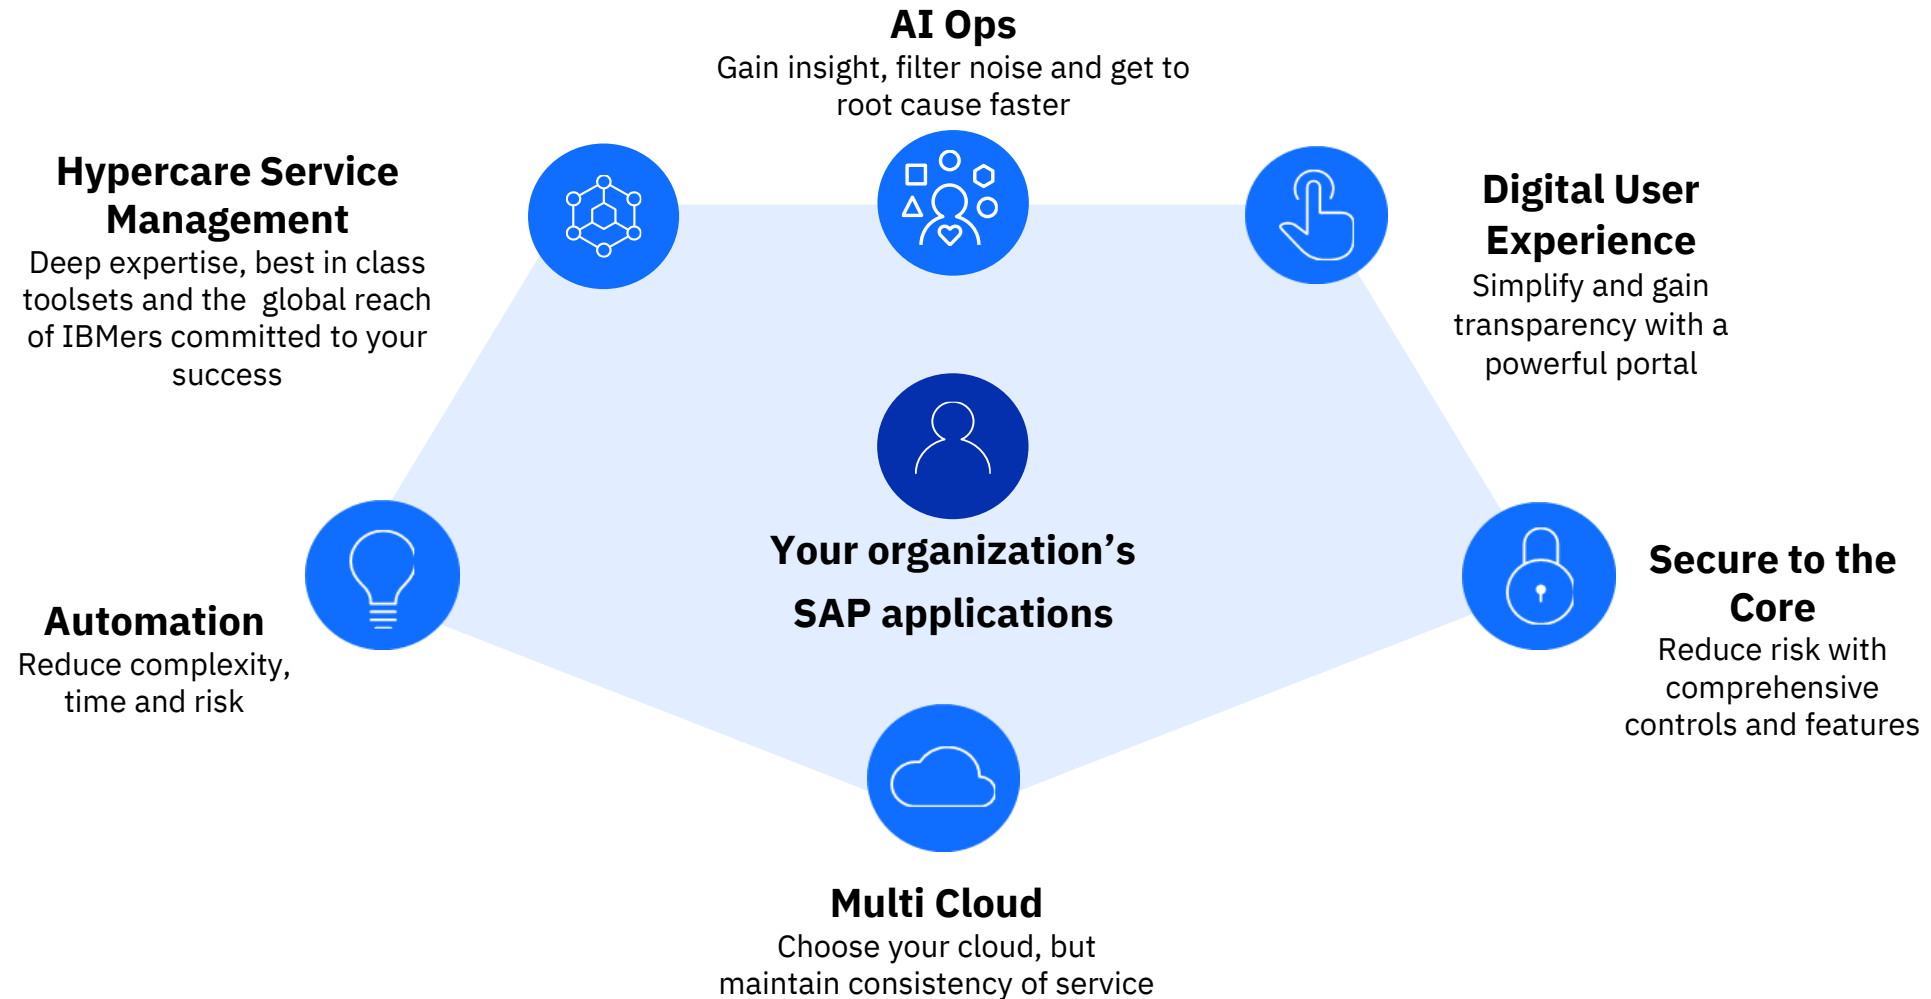 AI Ops
Gain insight, filter noise and get to
root cause faster
Hypercare Service
Management
Deep expertise, best in class
toolsets and the  global reach
of IBMers committed to your
success
Digital User
Experience
Simplify and gain
transparency with a
powerful portal
Your organization’s
SAP applications
Automation
Reduce complexity,
time and risk
Secure to the
Core
Reduce risk with
comprehensive
controls and features
Multi Cloud
Choose your cloud, but
maintain consistency of service